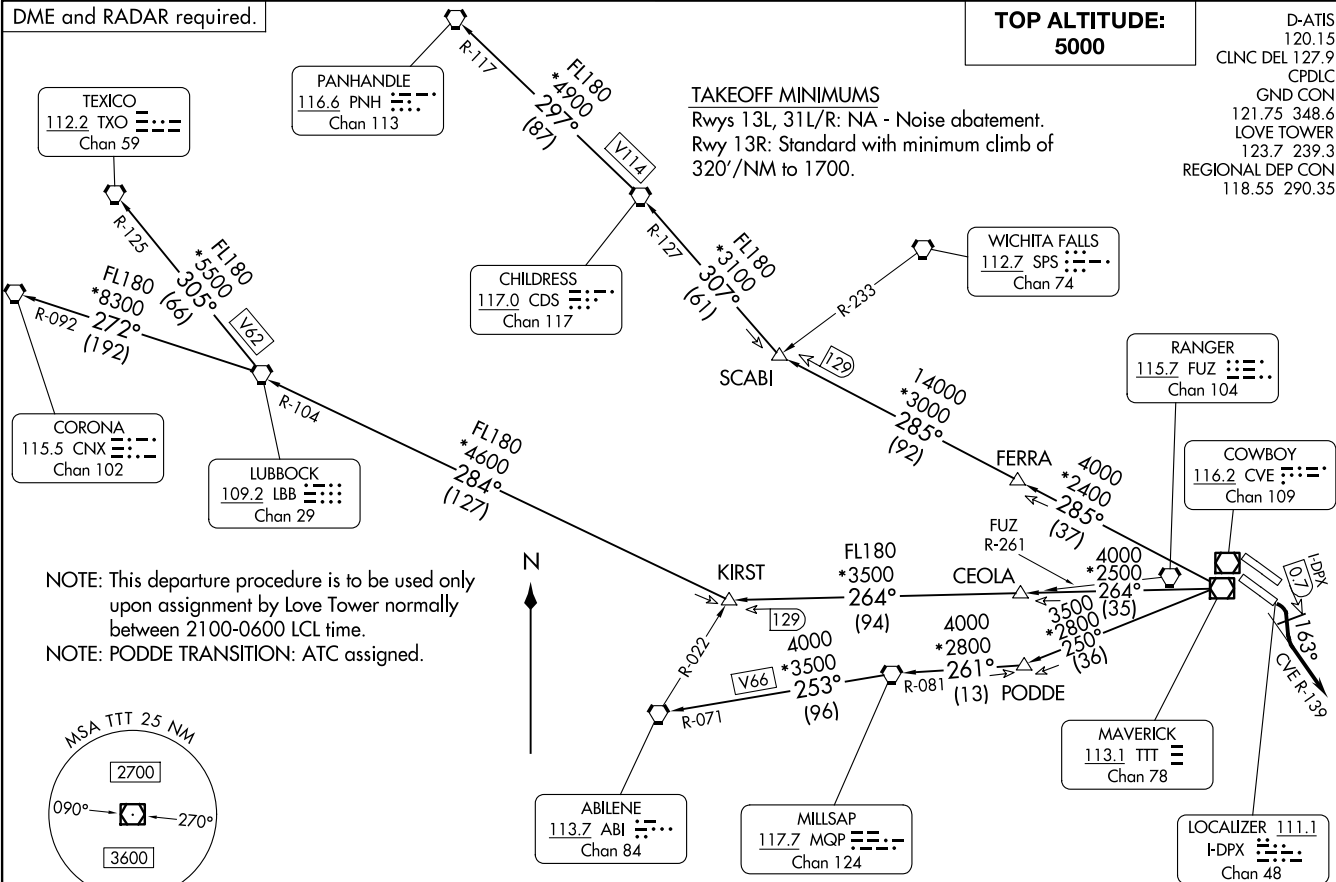 DME and RADAR required.
TOP ALTITUDE:
5000
D-ATIS
120.15
CLNC DEL 127.9
CPDLC
GND CON
121.75 348.6
LOVE TOWER
123.7 239.3
REGIONAL DEP CON
118.55 290.35
TAKEOFF MINIMUMS
Rwys 13L, 31L/R: NA - Noise abatement.
Rwy 13R: Standard with minimum climb of
320'/NM to 1700.
PANHANDLE
116.6 PNH
Chan 113
R-117
FL180
*4900
297°
(87)
V114
TEXICO
112.2 TXO
Chan 59
R-125
FL180
*5500
305°
(66)
V62
CHILDRESS
117.0 CDS
Chan 117
R-127
FL180
*3100
307°
(61)
WICHITA FALLS
112.7 SPS
Chan 74
R-233
SCABI
129
CORONA
115.5 CNX
Chan 102
R-092
FL180
*8300
272°
(192)
LUBBOCK
109.2 LBB
Chan 29
R-104
FL180
*4600
284°
(127)
14000
*3000
285°
(92)
FERRA
4000
*2400
285°
(37)
RANGER
115.7 FUZ
Chan 104
COWBOY
116.2 CVE
Chan 109
FUZ
R-261
KIRST
129
FL180
*3500
264°
(94)
CEOLA
4000
*2500
264°
(35)
3500
*2800
250°
(36)
PODDE
4000
*2800
261°
(13)
R-081
4000
*3500
253°
(96)
V66
R-071
R-022
I-DPX
0.7
163°
CVE R-139
N
NOTE: This departure procedure is to be used only
upon assignment by Love Tower normally
between 2100-0600 LCL time.
NOTE: PODDE TRANSITION: ATC assigned.
MSA TTT 25 NM
2700
090°
270°
3600
ABILENE
113.7 ABI
Chan 84
MILLSAP
117.7 MQP
Chan 124
MAVERICK
113.1 TTT
Chan 78
LOCALIZER 111.1
I-DPX
Chan 48